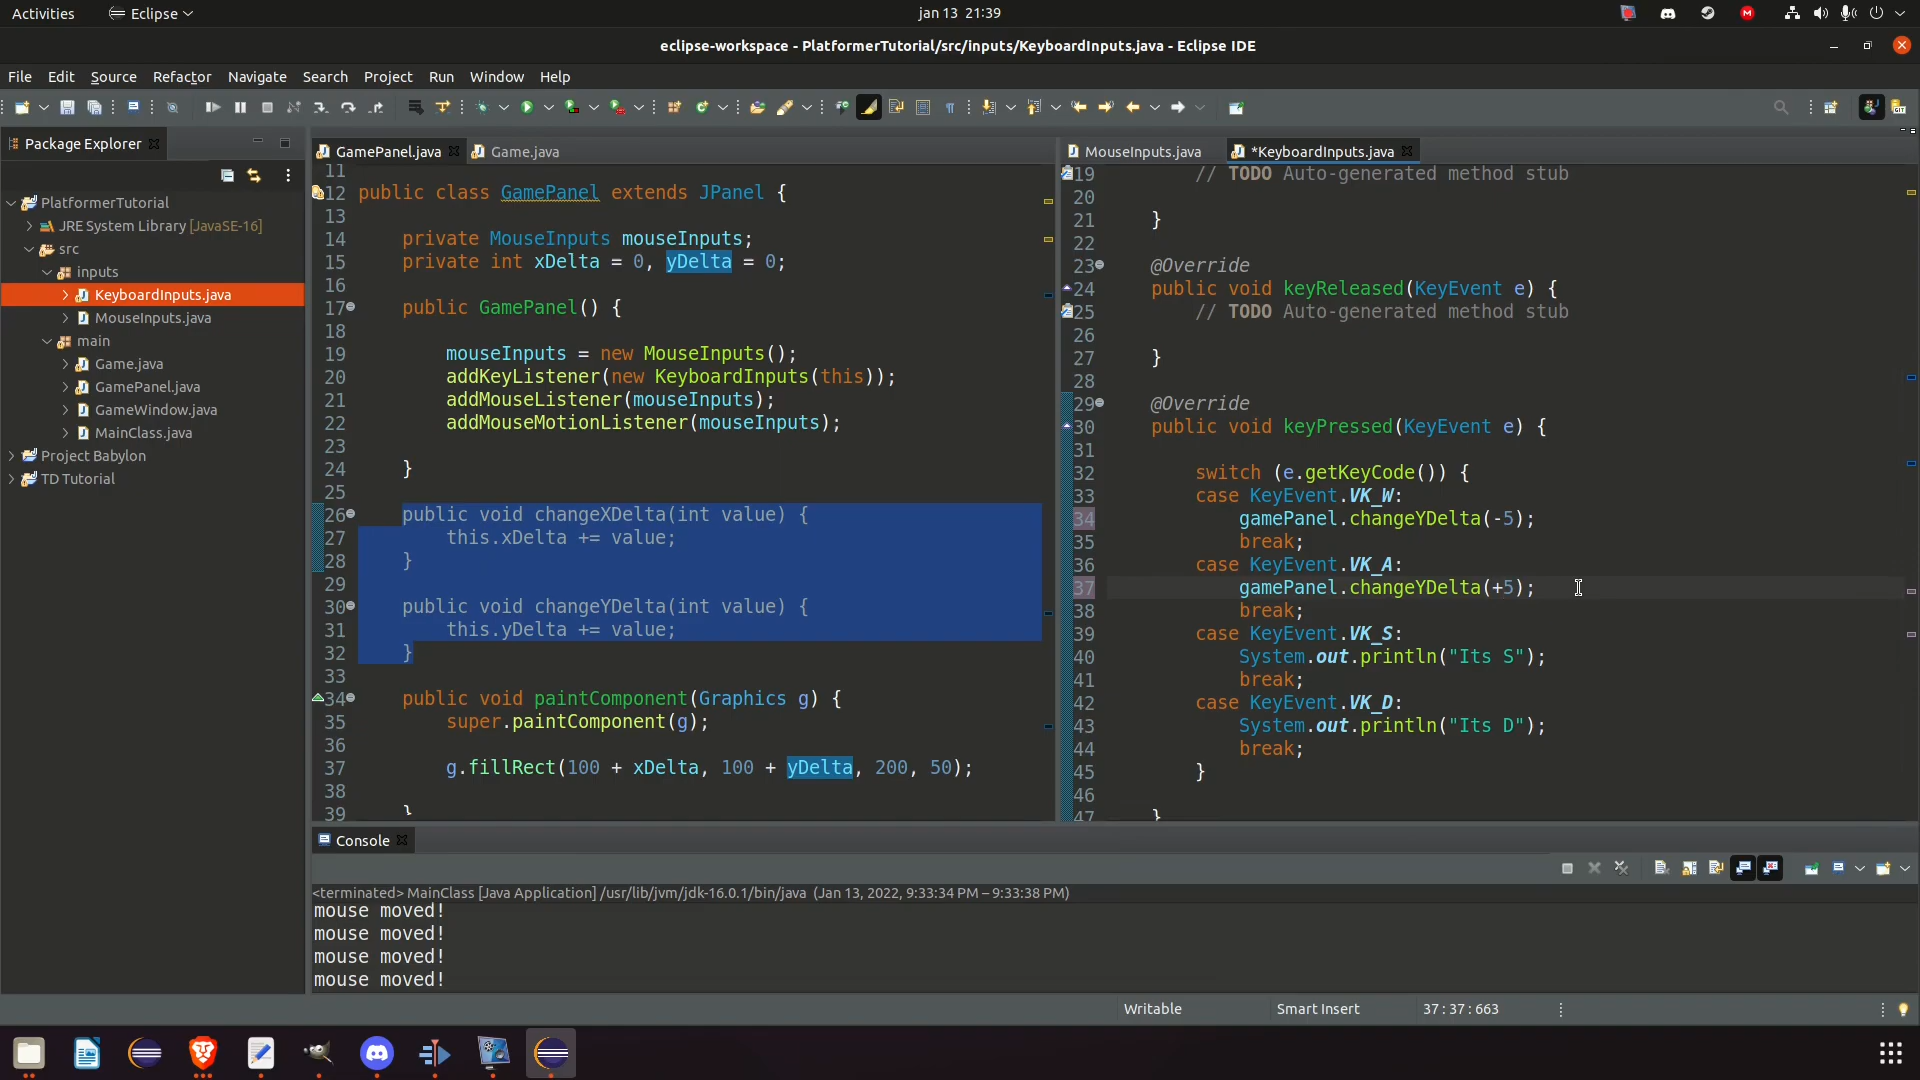 Activities
Eclipse
jan 13 21:39
eclipse-workspace - PlatformerTutorial/src/inputs/KeyboardInputs.java - Eclipse IDE
File Edit Source Refactor Navigate Search Project Run Window Help
Package Explorer
PlatformerTutorial
JRE System Library [JavaSE-16]
src
inputs
KeyboardInputs.java
MouseInputs.java
main
Game.java
GamePanel.java
GameWindow.java
MainClass.java
Project Babylon
TD Tutorial
GamePanel.java Game.java
11
12 public class GamePanel extends JPanel {
13
14 private MouseInputs mouseInputs;
15 private int xDelta = 0, yDelta = 0;
16
17 public GamePanel() {
18
19 mouseInputs = new MouseInputs();
20 addKeyListener(new KeyboardInputs(this));
21 addMouseListener(mouseInputs);
22 addMouseMotionListener(mouseInputs);
23
24 }
25
26 public void changeXDelta(int value) {
27 this.xDelta += value;
28 }
29
30 public void changeYDelta(int value) {
31 this.yDelta += value;
32 }
33
34 public void paintComponent(Graphics g) {
35 super.paintComponent(g);
36
37 g.fillRect(100 + xDelta, 100 + yDelta, 200, 50);
38
39 }
MouseInputs.java *KeyboardInputs.java
19 // TODO Auto-generated method stub
20
21 }
22
23 @Override
24 public void keyReleased(KeyEvent e) {
25 // TODO Auto-generated method stub
26
27 }
28
29 @Override
30 public void keyPressed(KeyEvent e) {
31
32 switch (e.getKeyCode()) {
33 case KeyEvent.VK_W:
34 gamePanel.changeYDelta(-5);
35 break;
36 case KeyEvent.VK_A:
37 gamePanel.changeYDelta(+5);
38 break;
39 case KeyEvent.VK_S:
40 System.out.println("Its S");
41 break;
42 case KeyEvent.VK_D:
43 System.out.println("Its D");
44 break;
45 }
46
47 }
Console
<terminated> MainClass [Java Application] /usr/lib/jvm/jdk-16.0.1/bin/java (Jan 13, 2022, 9:33:34 PM – 9:33:38 PM)
mouse moved!
mouse moved!
mouse moved!
mouse moved!
Writable
Smart Insert
37 : 37 : 663